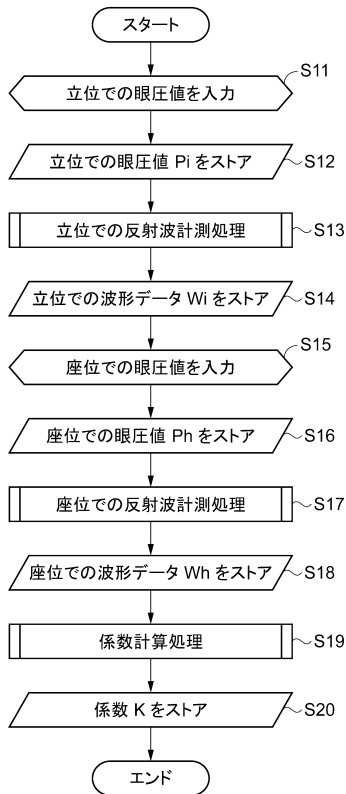 スタート
S11
立位での眼圧値を入力
立位での眼圧値 Pi をストア
S12
立位での反射波計測処理
S13
立位での波形データ Wi をストア
S14
S15
座位での眼圧値を入力
座位での眼圧値 Ph をストア
S16
座位での反射波計測処理
S17
座位での波形データ Wh をストア
S18
係数計算処理
S19
係数 K をストア
S20
エンド